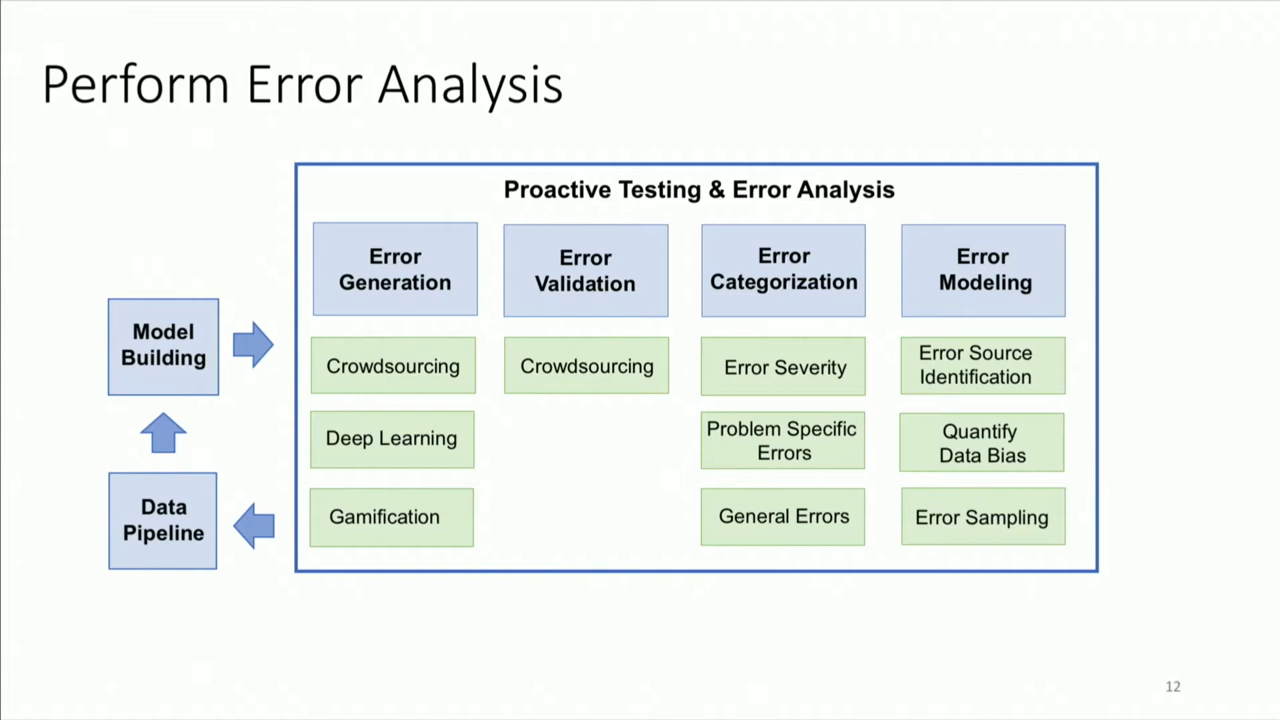 Perform Error Analysis
Proactive Testing & Error Analysis
Error
Generation
Error
Validation
Error
Categorization
Error
Modeling
Model
Building
Crowdsourcing
Crowdsourcing
Error Severity
Error Source
Identification
Deep Learning
Problem Specific
Errors
Quantify
Data Bias
Data
Pipeline
Gamification
General Errors
Error Sampling
12